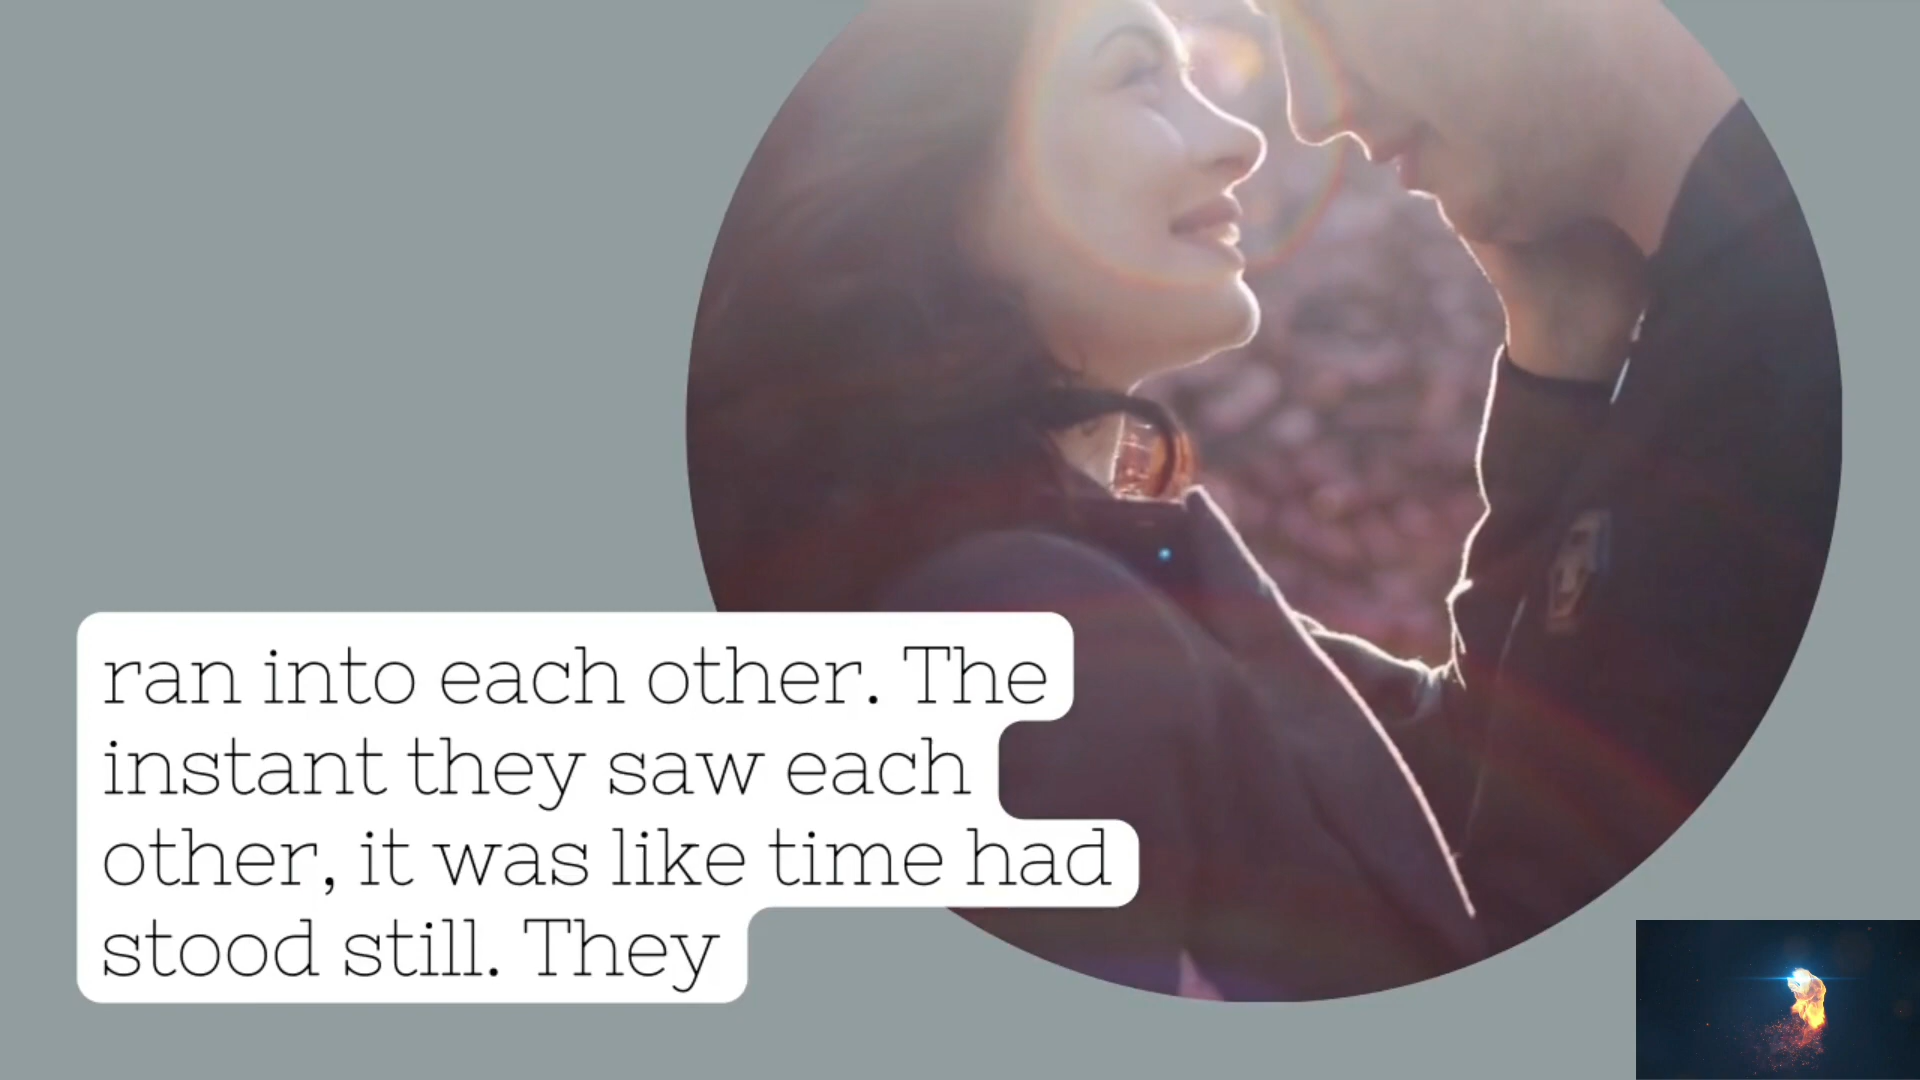 ran into each other. The
instant they saw each
other, it was like time had
stood still. They